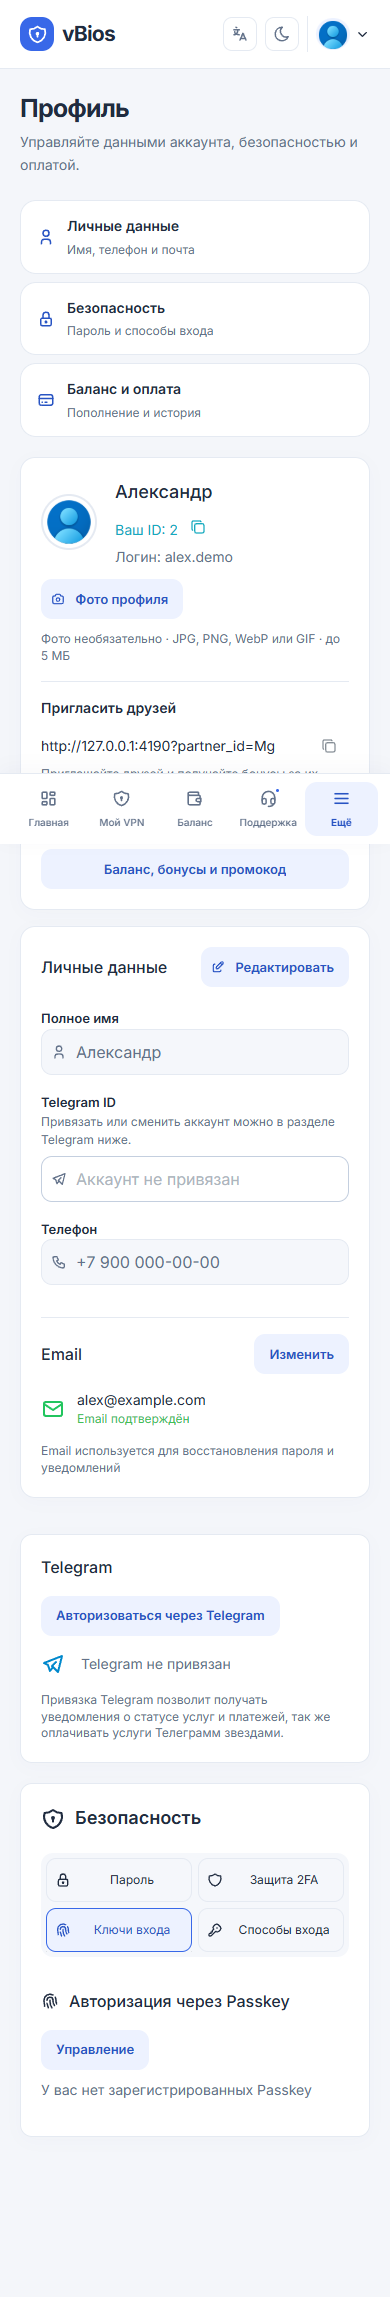 vBios
Профиль
Управляйте данными аккаунта, безопасностью и
оплатой.
Личные данные
Имя, телефон и почта
Безопасность
Пароль и способы входа
Баланс и оплата
Пополнение и история
Александр
Ваш ID: 2
Логин: alex.demo
Фото профиля
Фото необязательно · JPG, PNG, WebP или GIF · до
5 МБ
Пригласить друзей
http://127.0.0.1:4190?partner_id=Mg
Главная
Мой VPN
Баланс
Поддержка
Ещё
Баланс, бонусы и промокод
Личные данные
Редактировать
Полное имя
Александр
Telegram ID
Привязать или сменить аккаунт можно в разделе
Telegram ниже.
Аккаунт не привязан
Телефон
+7 900 000-00-00
Email
Изменить
alex@example.com
Email подтверждён
Email используется для восстановления пароля и
уведомлений
Telegram
Авторизоваться через Telegram
Telegram не привязан
Привязка Telegram позволит получать
уведомления о статусе услуг и платежей, так же
оплачивать услуги Телеграмм звездами.
Безопасность
Пароль
Защита 2FA
Ключи входа
Способы входа
Авторизация через Passkey
Управление
У вас нет зарегистрированных Passkey